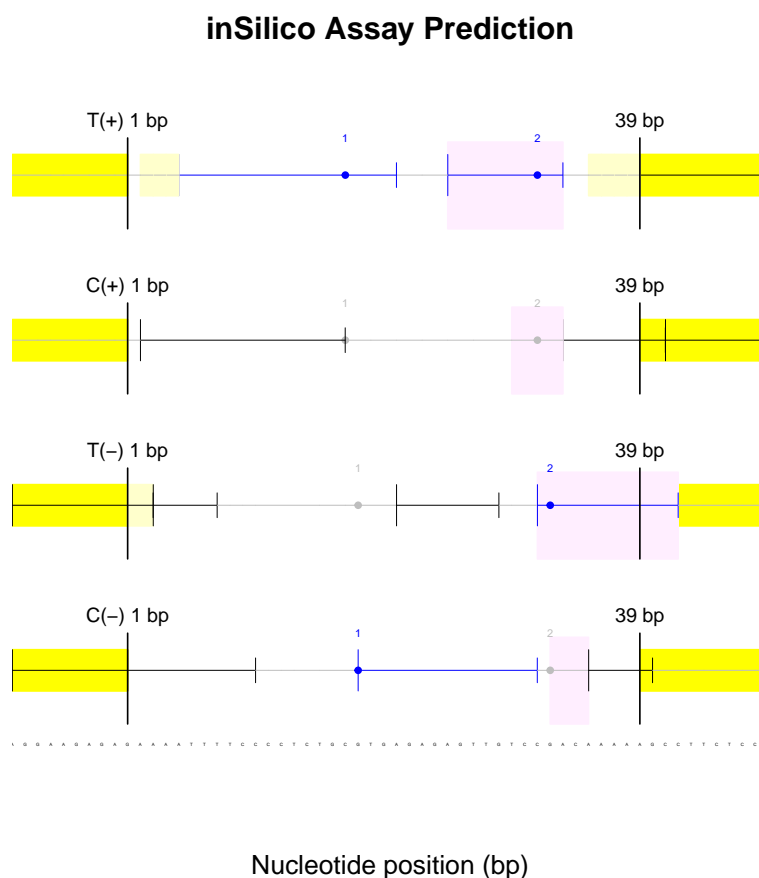 inSilico Assay Prediction
T(+) 1 bp 39 bp
1 2
C(+) 1 bp 39 bp
1 2
T(−) 1 bp 39 bp
1 2
C(−) 1 bp 39 bp
1 2
G G A A G A G A G A A A A T T T T C C C C T C T G C G T G A G A G A G T T G T C C G A C A A A A A G C C T T C T C C
Nucleotide position (bp)